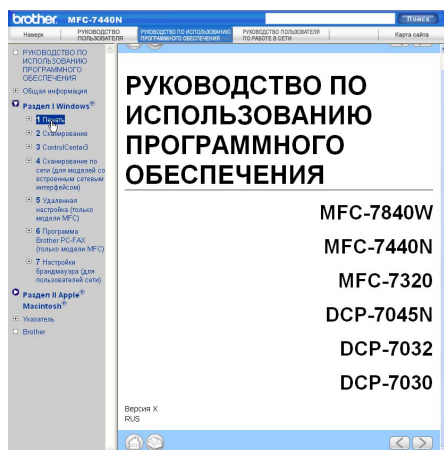 brother. MFC-7440N
Поиск
Наверх
РУКОВОДСТВО
ПОЛЬЗОВАТЕЛЯ
РУКОВОДСТВО ПО ИСПОЛЬЗОВАНИЮ
ПРОГРАММНОГО ОБЕСПЕЧЕНИЯ
РУКОВОДСТВО ПОЛЬЗОВАТЕЛЯ
ПО РАБОТЕ В СЕТИ
Карта сайта
РУКОВОДСТВО ПО
ИСПОЛЬЗОВАНИЮ
ПРОГРАММНОГО
ОБЕСПЕЧЕНИЯ
Общая информация
Раздел I Windows®
1 Печать
2 Сканирование
3 ControlCenter3
4 Сканирование по
сети (для моделей со
встроенным сетевым
интерфейсом)
5 Удаленная
настройка (только
модели MFC)
6 Программа
Brother PC-FAX
(только модели MFC)
7 Настройки
брандмауэра (для
пользователей сети)
Раздел II Apple®
Macintosh®
Указатель
Brother
РУКОВОДСТВО ПО
ИСПОЛЬЗОВАНИЮ
ПРОГРАММНОГО
ОБЕСПЕЧЕНИЯ
MFC-7840W
MFC-7440N
MFC-7320
DCP-7045N
DCP-7032
DCP-7030
Версия X
RUS